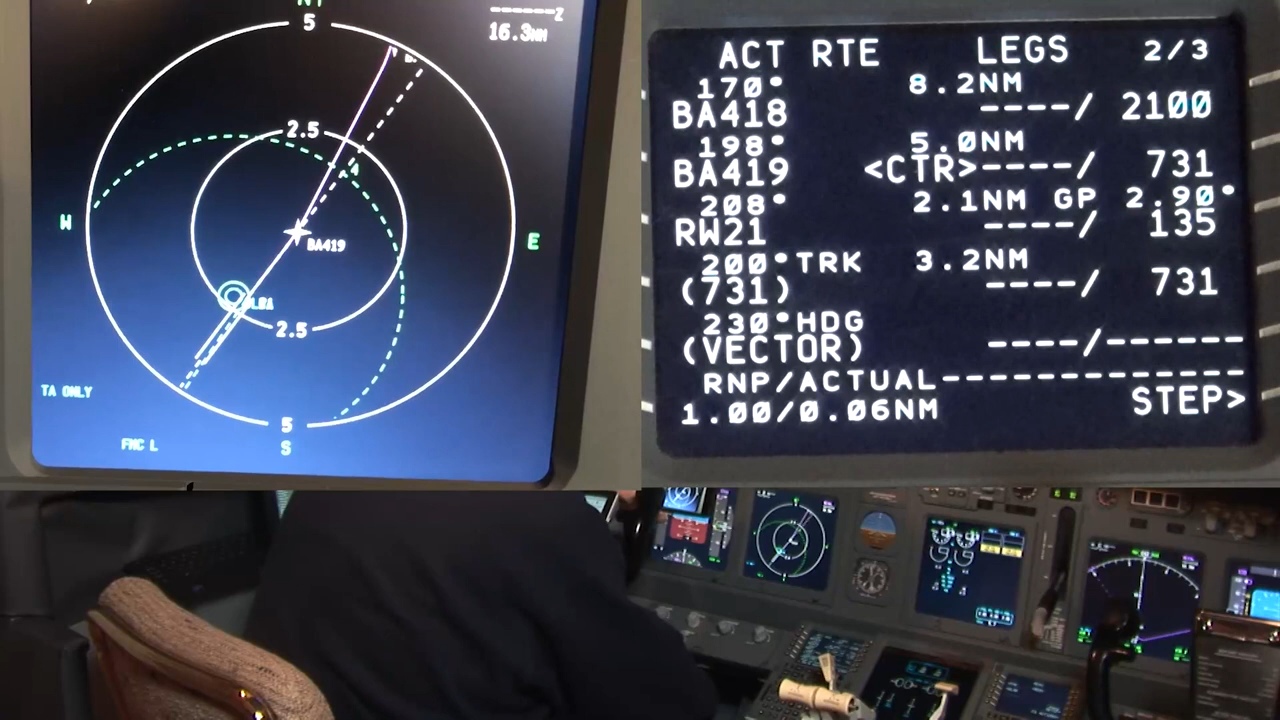 5
Z
16.3NM
2.5
W
BA419
E
2.5
TA ONLY
5
FMC L
S
ACT RTE LEGS 2/3
170° 8.2NM
BA418 ----/ 2100
198° 5.0NM
BA419 <CTR>----/ 731
208° 2.1NM GP 2.90°
RW21 ----/ 135
200°TRK 3.2NM
(731) ----/ 731
230°HDG
(VECTOR) ----/------
RNP/ACTUAL-------------
1.00/0.06NM STEP>